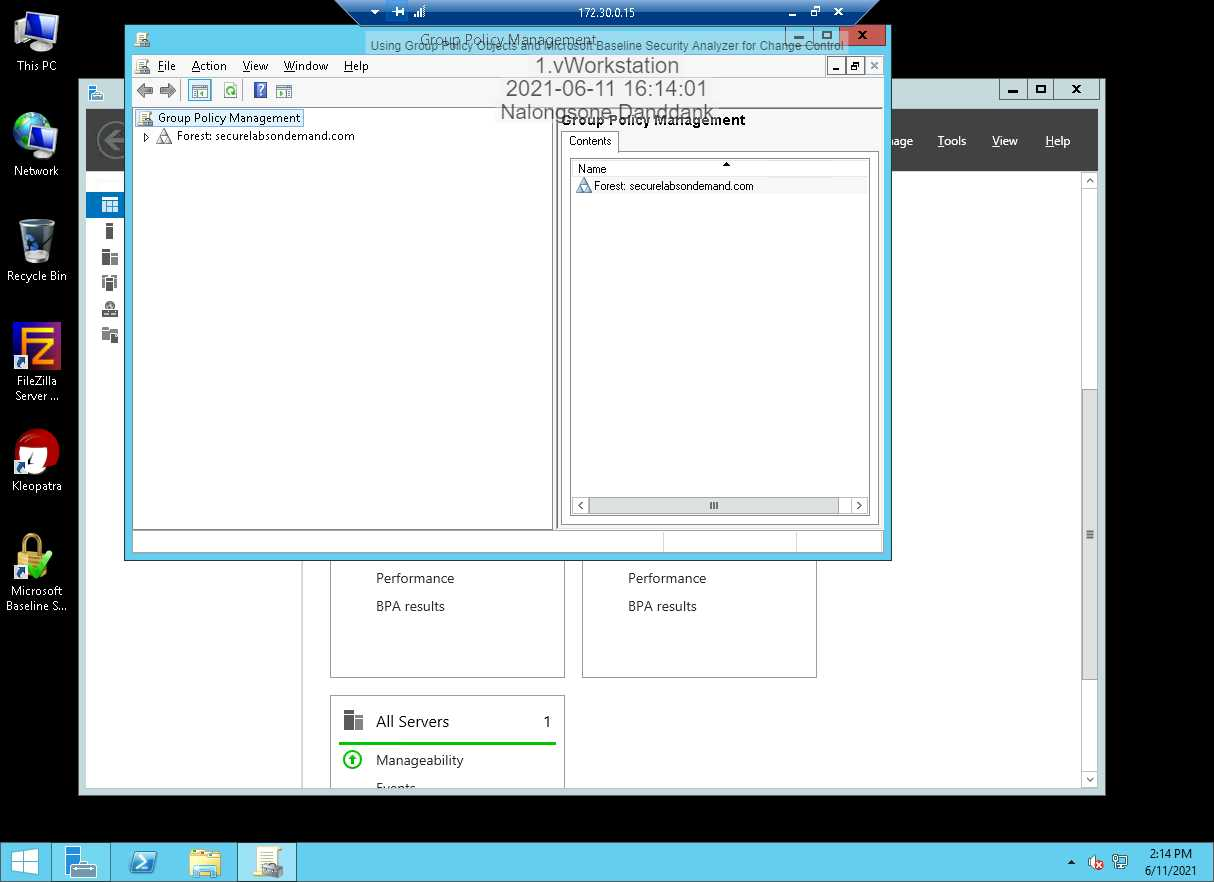 172.30.0.15
This PC
Network
Recycle Bin
FileZilla
Server ...
Kleopatra
Microsoft
Baseline S...
Group Policy Management
Using Group Policy Objects and Microsoft Baseline Security Analyzer for Change Control
1.vWorkstation
2021-06-11 16:14:01
Nalongsone Danddank
File Action View Window Help
Group Policy Management
Forest: securelabsondemand.com
Group Policy Management
Contents
Name
Forest: securelabsondemand.com
age Tools View Help
Performance
BPA results
Performance
BPA results
All Servers 1
Manageability
Events
2:14 PM
6/11/2021